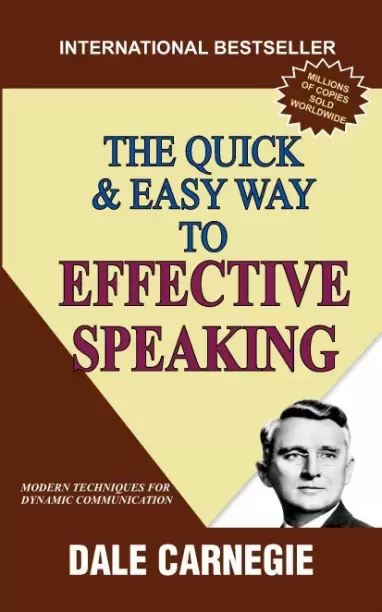 INTERNATIONAL BESTSELLER
MILLIONS
OF COPIES
SOLD
WORLDWIDE
THE QUICK
& EASY WAY
TO
EFFECTIVE
SPEAKING
MODERN TECHNIQUES FOR
DYNAMIC COMMUNICATION
DALE CARNEGIE